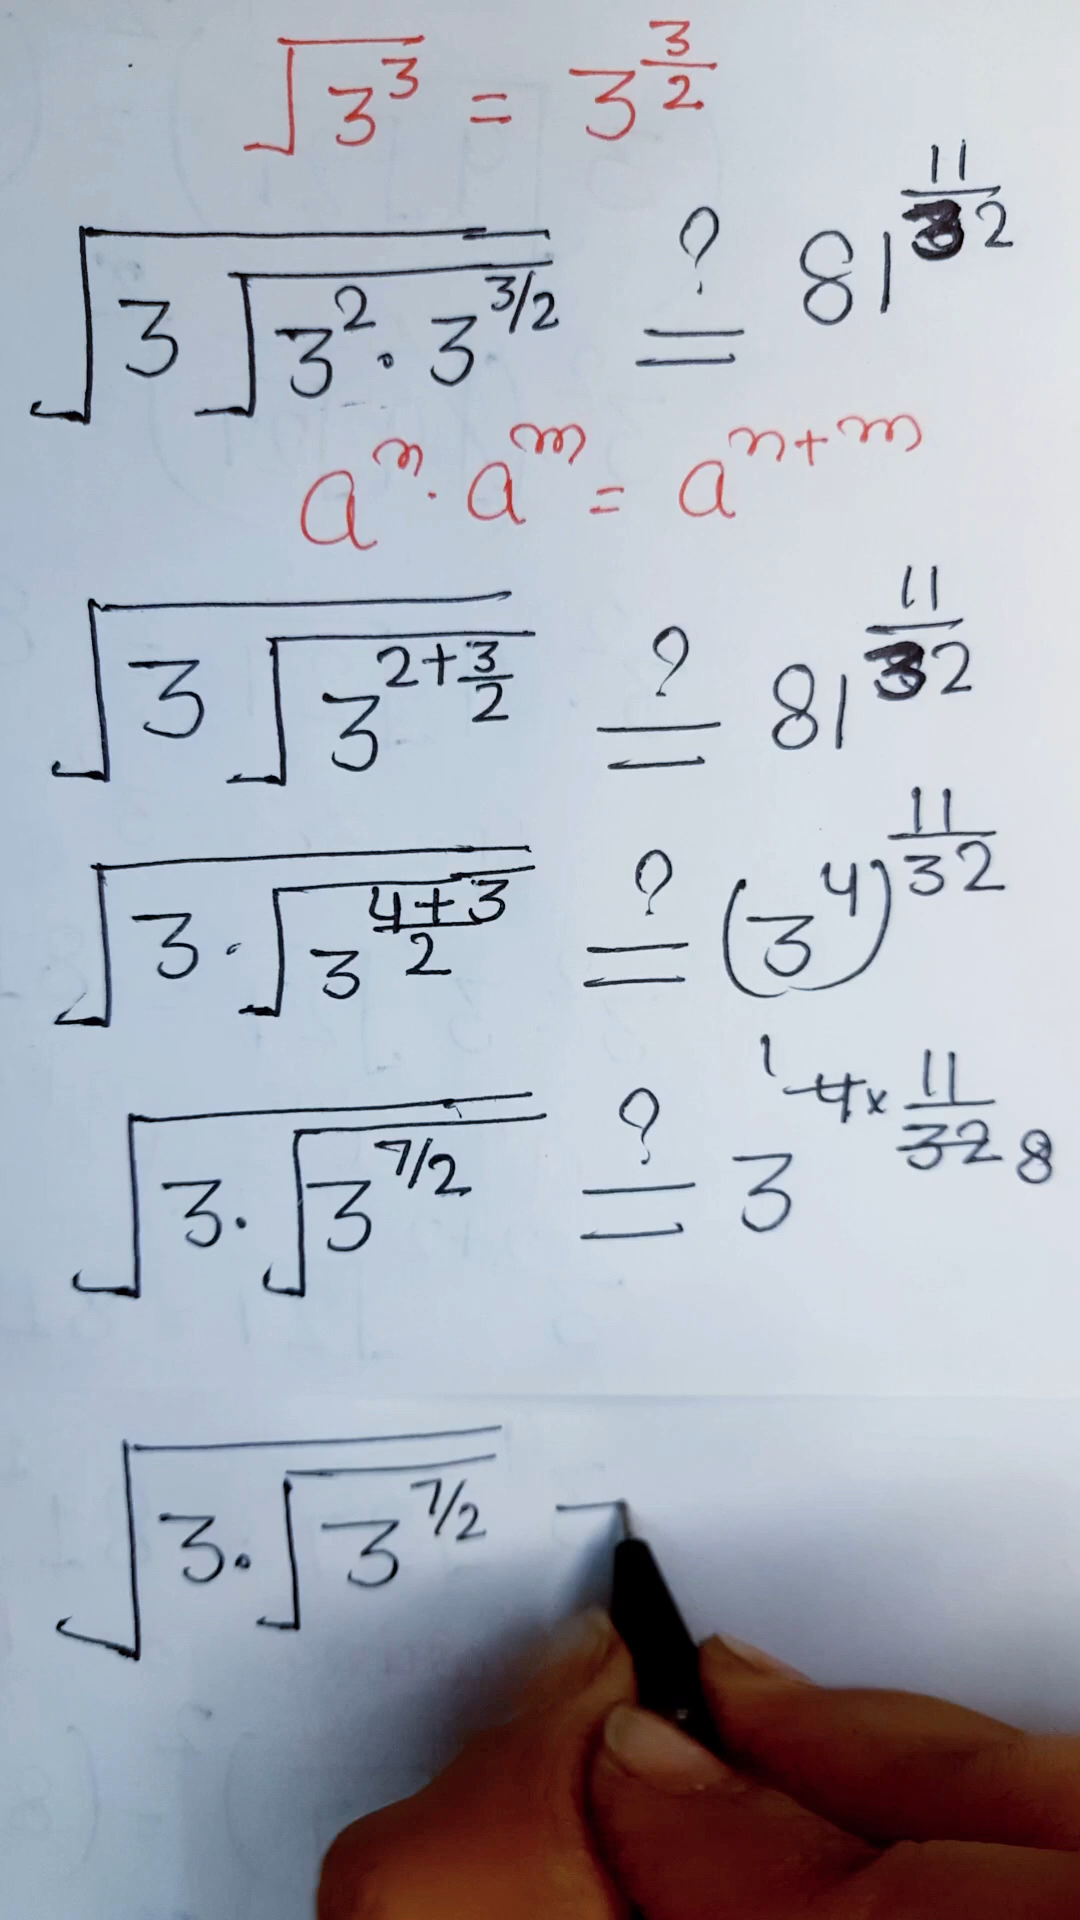 √3³ = 3^(3/2)
√(3√(3² · 3^(3/2))) ?= 81^(11/32)
aⁿ · aᵐ = aⁿ⁺ᵐ
√(3√(3^(2+3/2))) ?= 81^(11/32)
√(3 · √(3^((4+3)/2))) ?= (3⁴)^(11/32)
√(3 · √(3^(7/2))) ?= 3^(1 4 × 11/32 8)
√(3 · √(3^(7/2)))